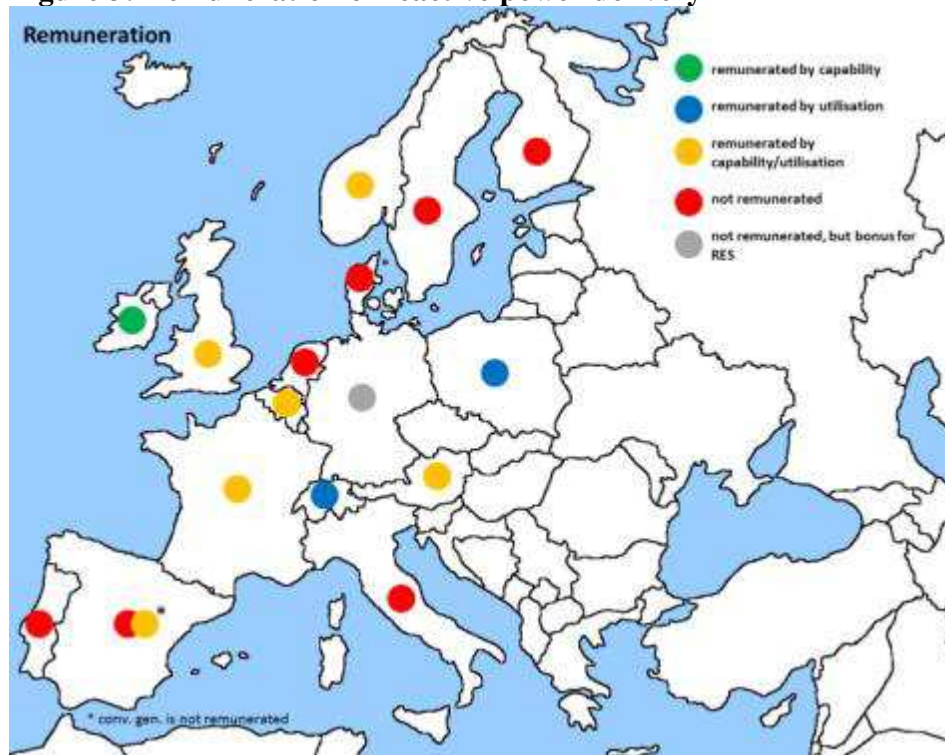 Remuneration
remunerated by capability
remunerated by utilisation
remunerated by
capability/utilisation
not remunerated
not remunerated, but bonus for
RES
*
* conv. gen. is not remunerated